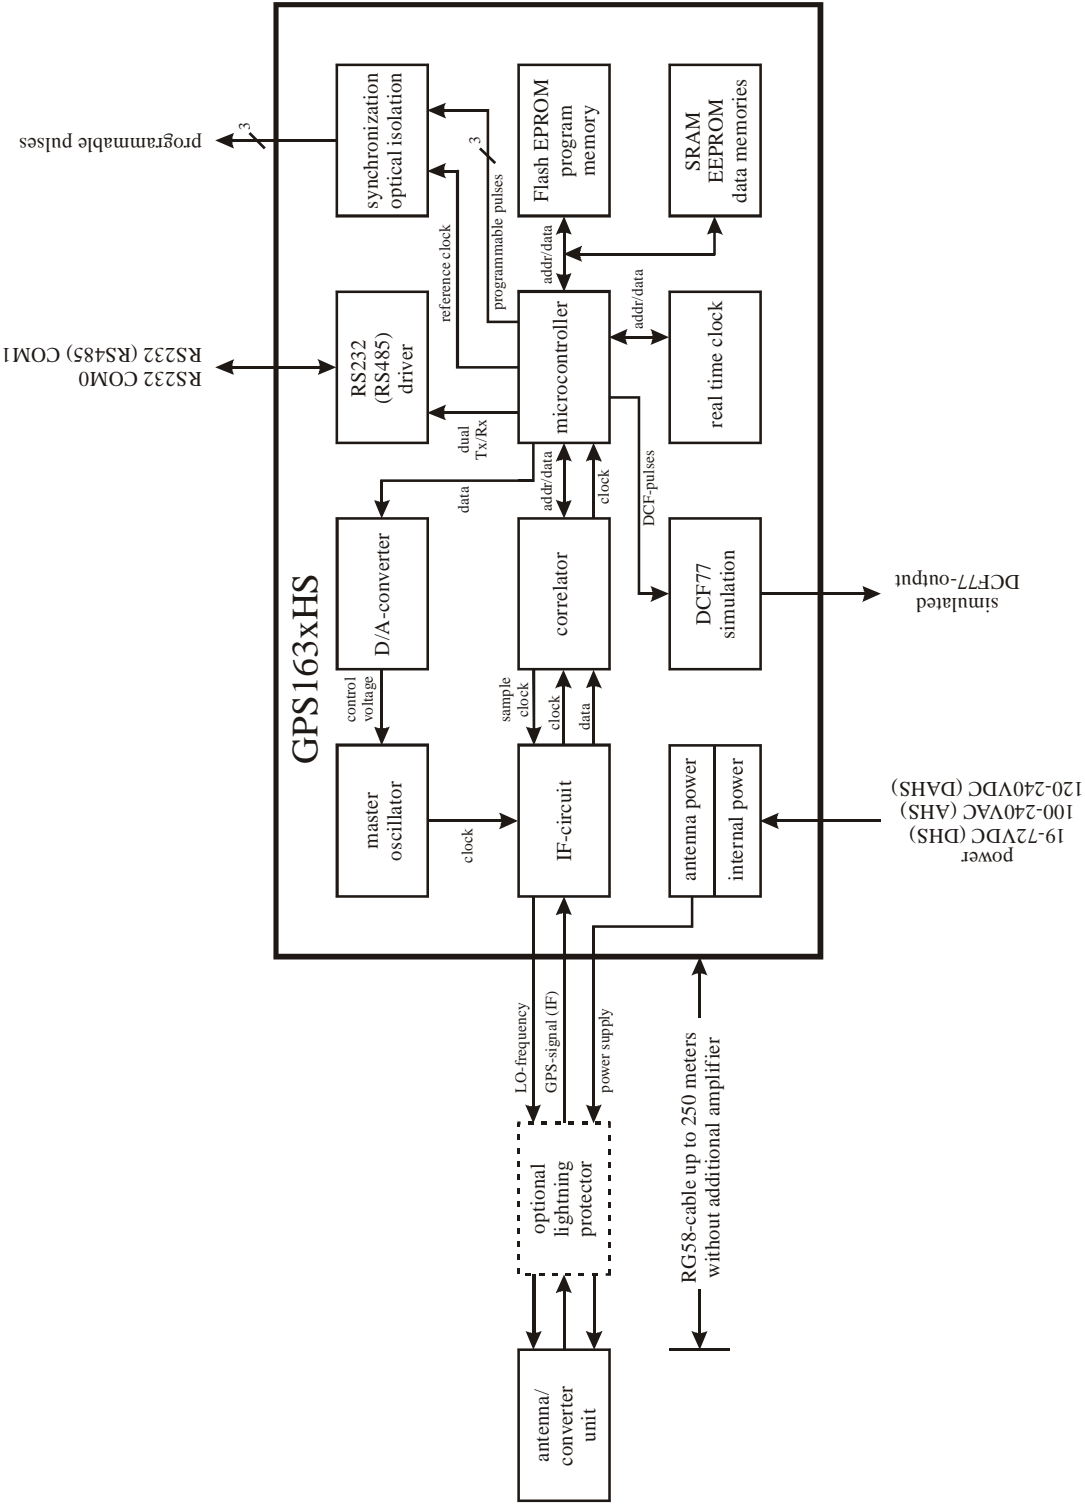 GPS163xHS
antenna/
converter
unit
optional
lightning
protector
LO-frequency
GPS-signal (IF)
power supply
RG58-cable up to 250 meters
without additional amplifier
master
oscillator
clock
control
voltage
D/A-converter
data
dual
Tx/Rx
RS232
(RS485)
driver
RS232 (RS485) COM1
RS232 COM0
reference clock
programmable pulses
3
synchronization
optical isolation
3
programmable pulses
IF-circuit
sample
clock
clock
data
correlator
addr/data
clock
microcontroller
addr/data
Flash EPROM
program
memory
SRAM
EEPROM
data memories
addr/data
real time clock
DCF-pulses
DCF77
simulation
simulated
DCF77-output
antenna power
internal power
power
19-72VDC (DHS)
100-240VAC (AHS)
120-240VDC (DAHS)